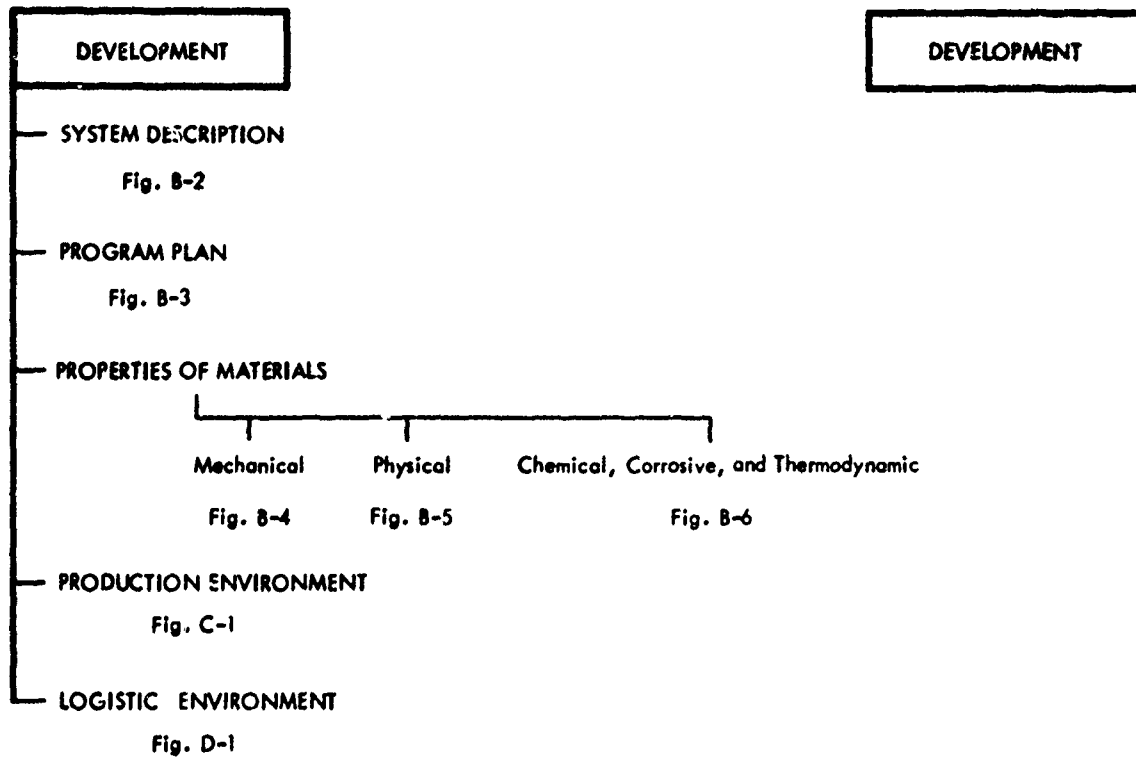 DEVELOPMENT DEVELOPMENT
SYSTEM DESCRIPTION
Fig. B-2
PROGRAM PLAN
Fig. B-3
PROPERTIES OF MATERIALS
Mechanical Physical Chemical, Corrosive, and Thermodynamic
Fig. B-4 Fig. B-5 Fig. B-6
PRODUCTION ENVIRONMENT
Fig. C-1
LOGISTIC ENVIRONMENT
Fig. D-1